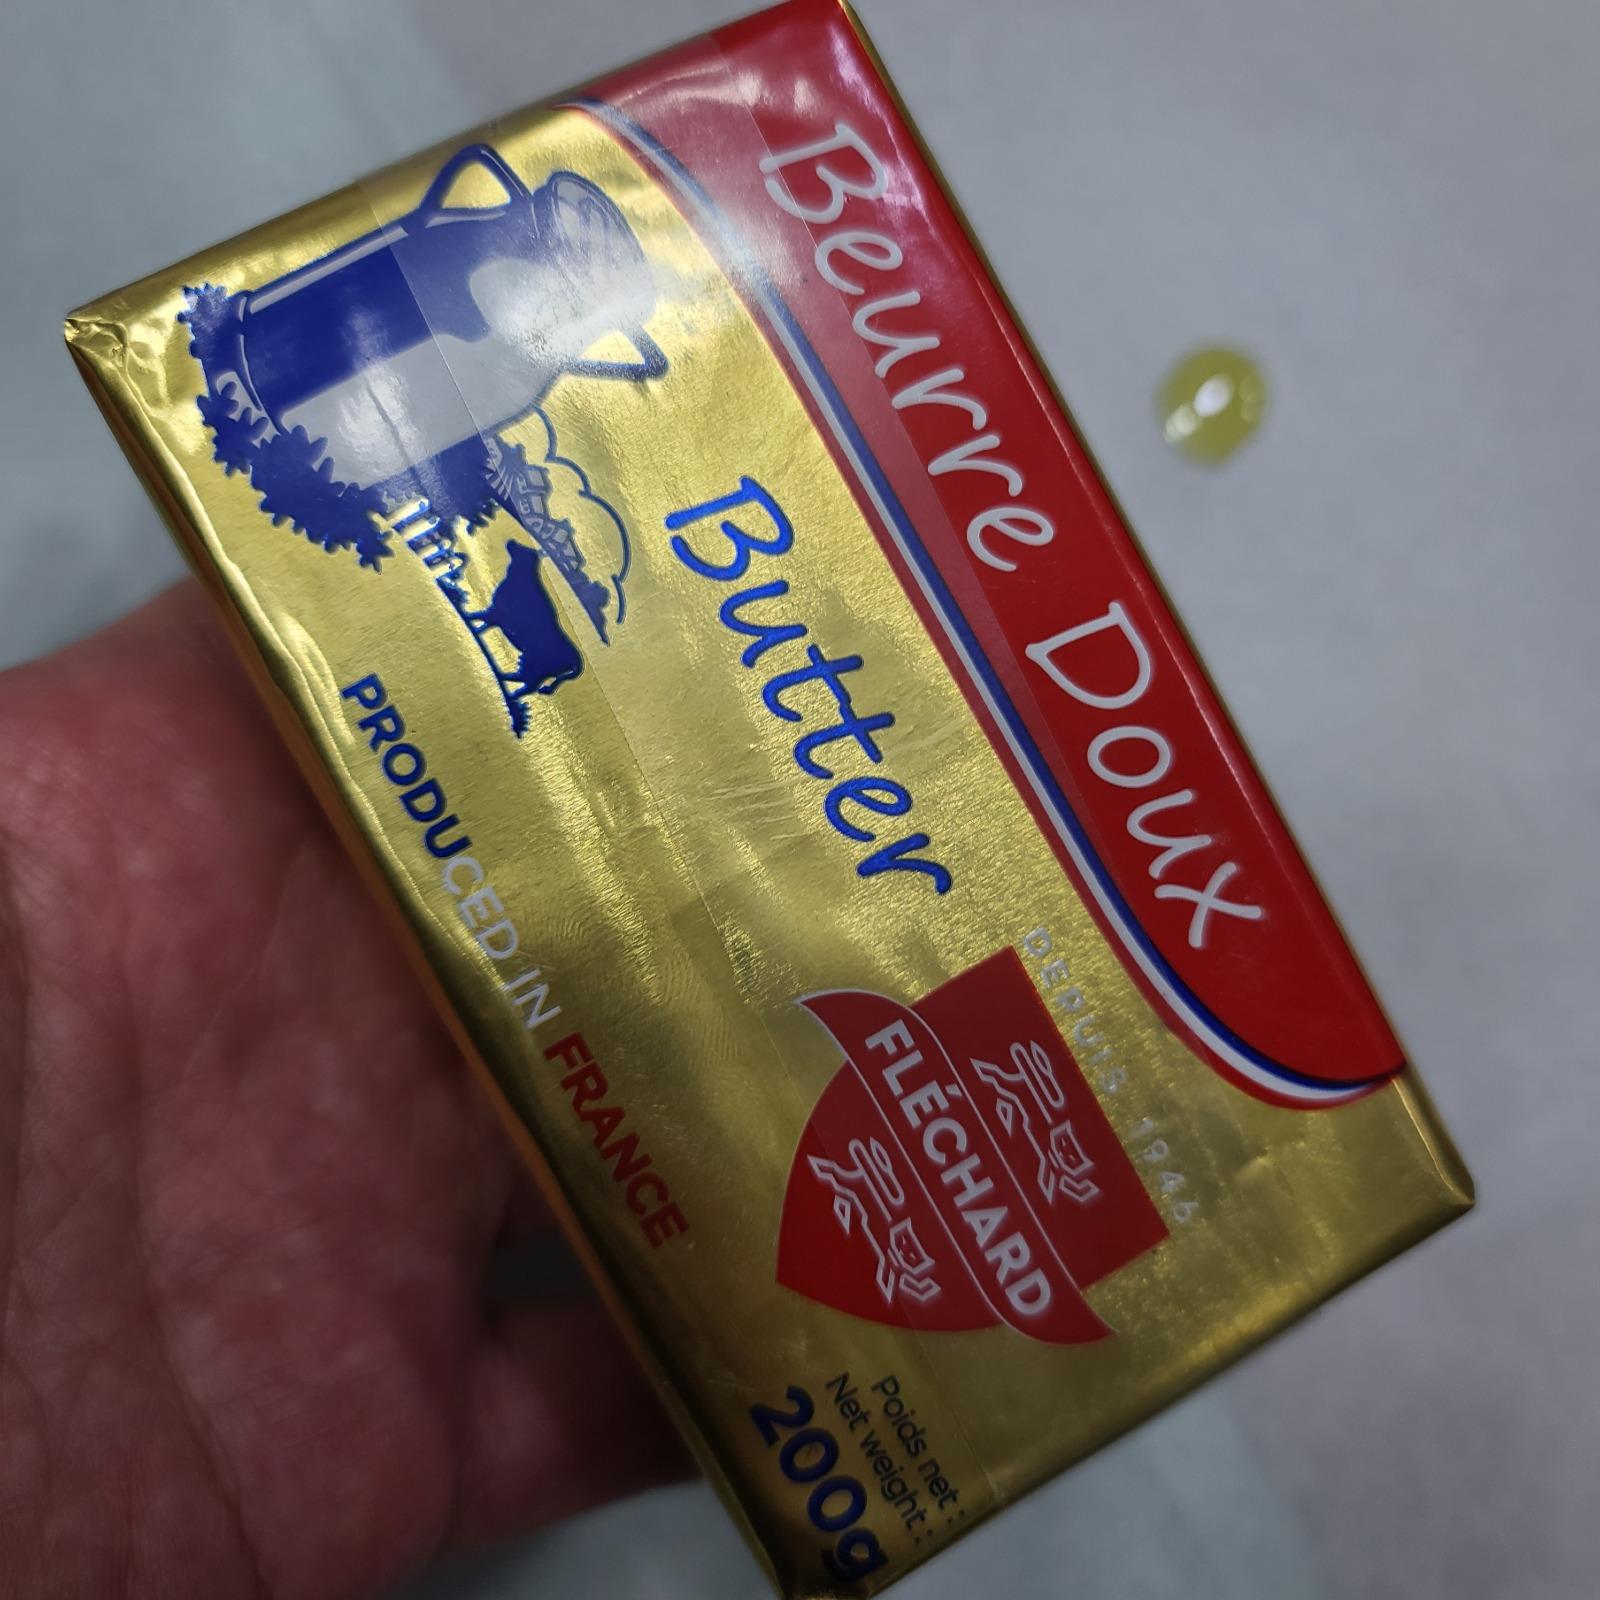 Beurre Doux
Butter
DEPUIS 1946
FLÉCHARD
PRODUCED IN FRANCE
Poids net :
Net weight :
200g